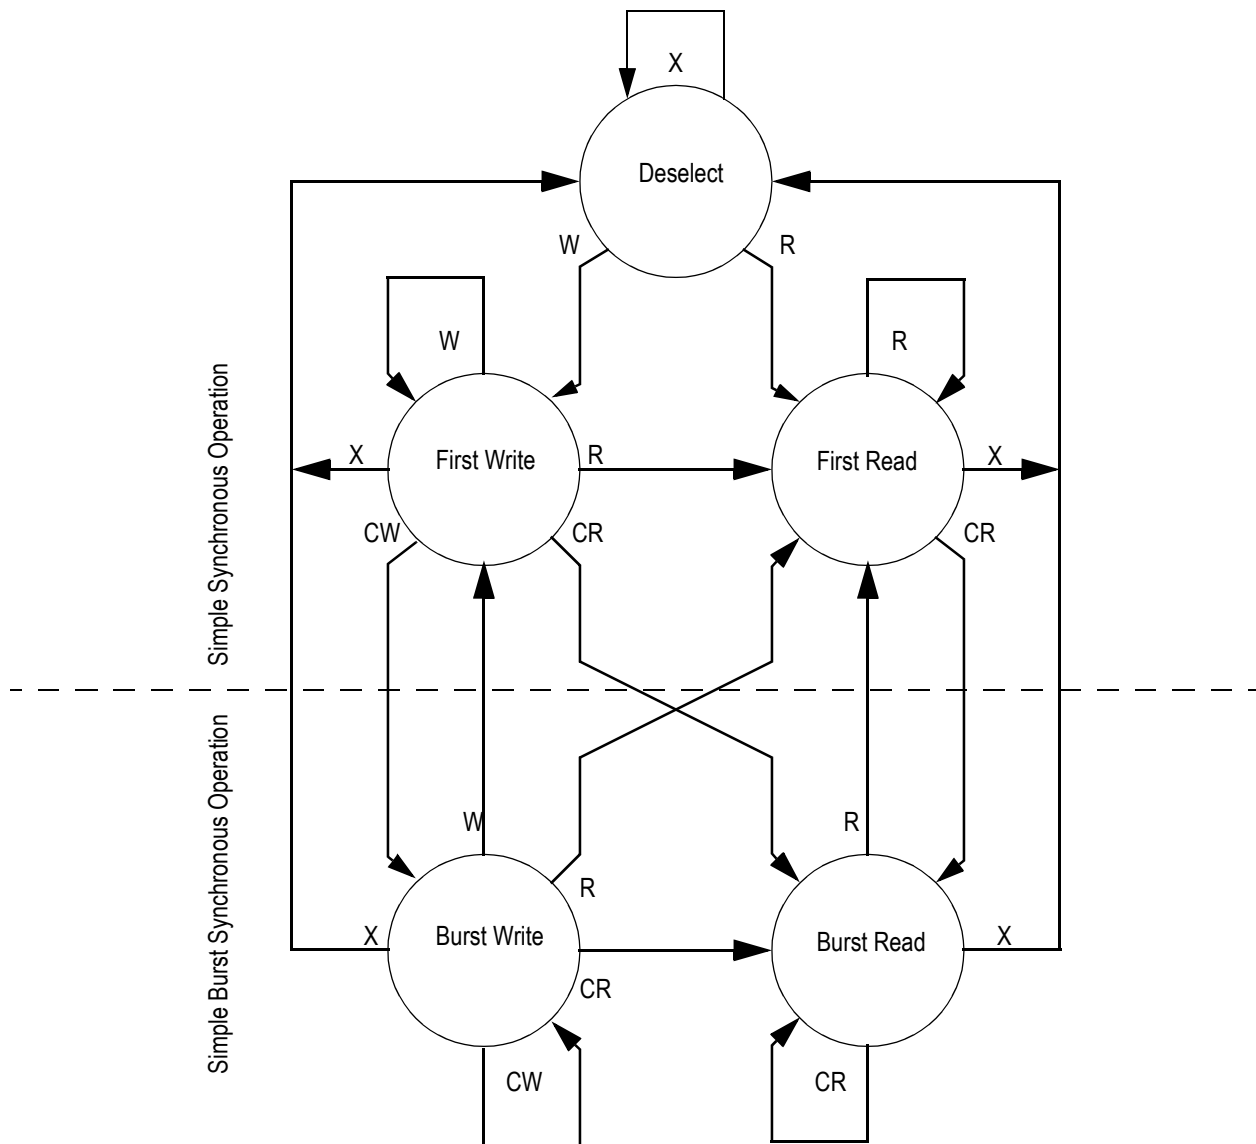 X
Deselect
W
R
W
R
Simple Synchronous Operation
X
First Write
R
First Read
X
CW
CR
CR
Simple Burst Synchronous Operation
W
R
R
X
Burst Write
Burst Read
X
CR
CW
CR